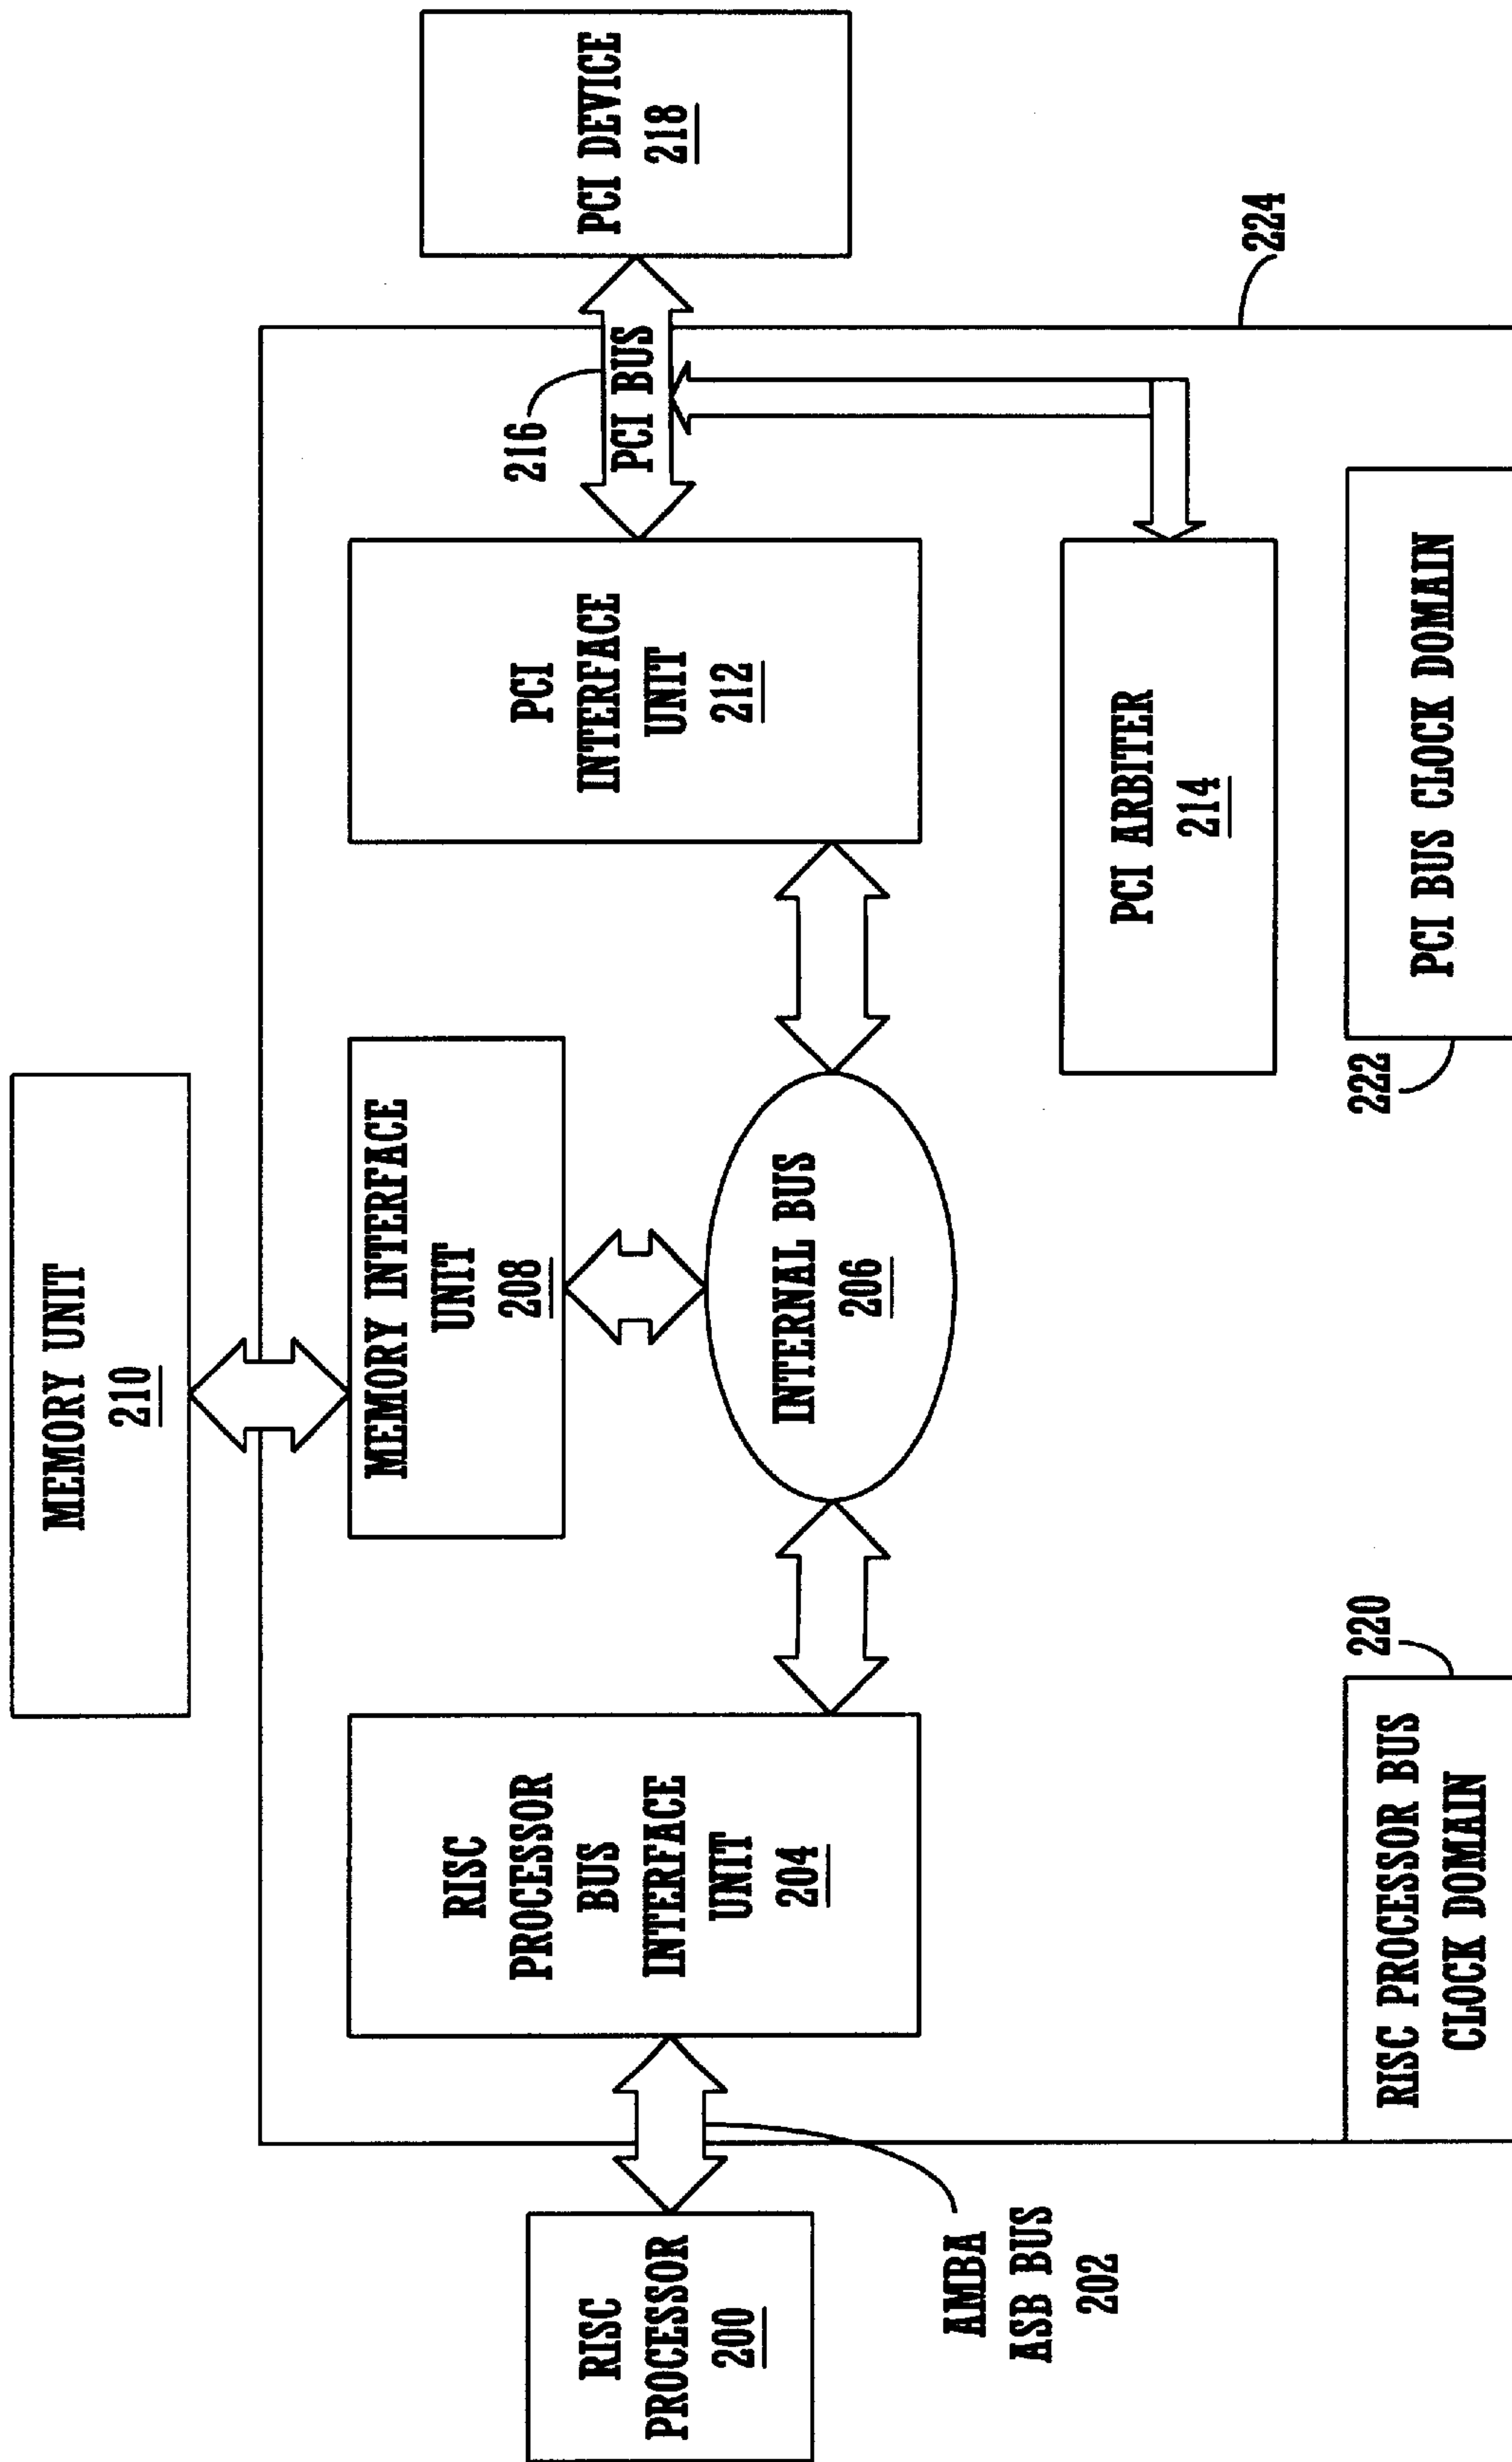 MEMORY UNIT
210
MEMORY INTERFACE
UNIT
208
RISC
PROCESSOR
200
AMBA
ASB BUS
202
RISC
PROCESSOR
BUS
INTERFACE
UNIT
204
INTERNAL BUS
206
PCI
INTERFACE
UNIT
212
216
PCI BUS
PCI DEVICE
218
PCI ARBITER
214
224
RISC PROCESSOR BUS
CLOCK DOMAIN
220
222
PCI BUS CLOCK DOMAIN